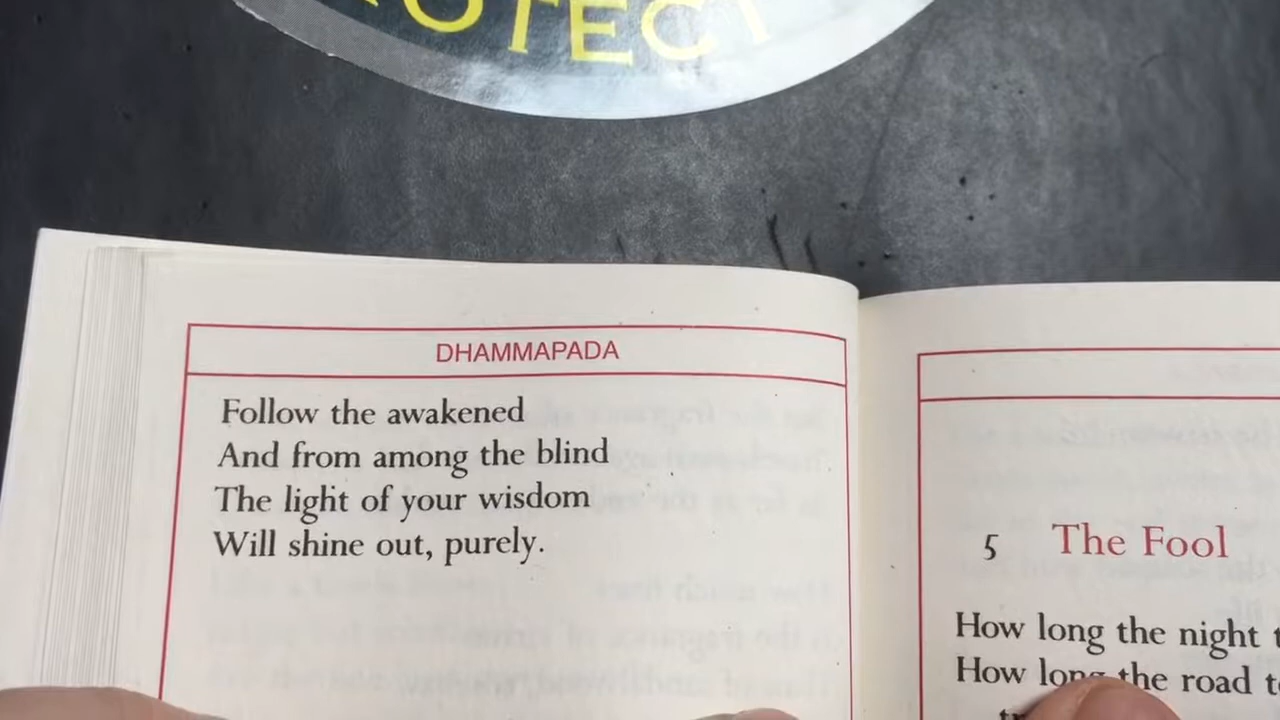 OTECT
DHAMMAPADA
Follow the awakened
And from among the blind
The light of your wisdom
Will shine out, purely.
5 The Fool
How long the night
How long the road